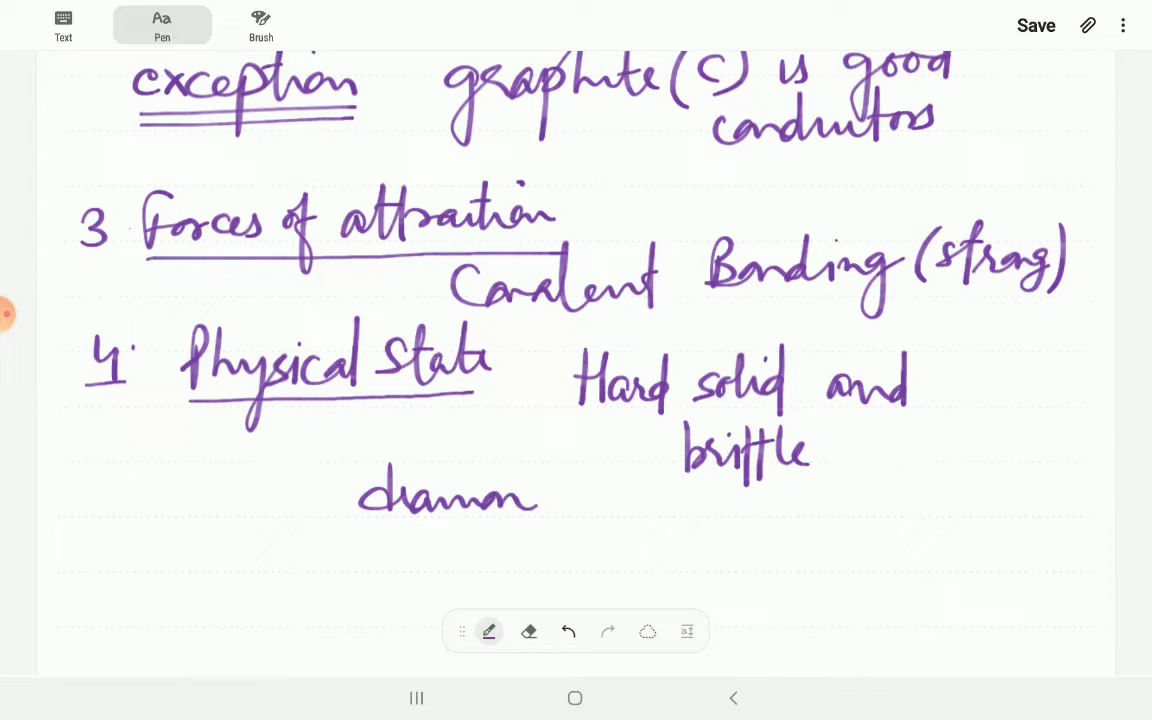 Text
Aa
Pen
Brush
Save
exception graphite (C) is good
conductors
3 Forces of attraction
Covalent Bonding (strong)
4. Physical State Hard solid and
brittle
diamon